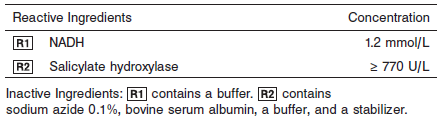 Reactive Ingredients Concentration
R1 NADH 1.2 mmol/L
R2 Salicylate hydroxylase ≥ 770 U/L
Inactive Ingredients: R1 contains a buffer. R2 contains
sodium azide 0.1%, bovine serum albumin, a buffer, and a stabilizer.